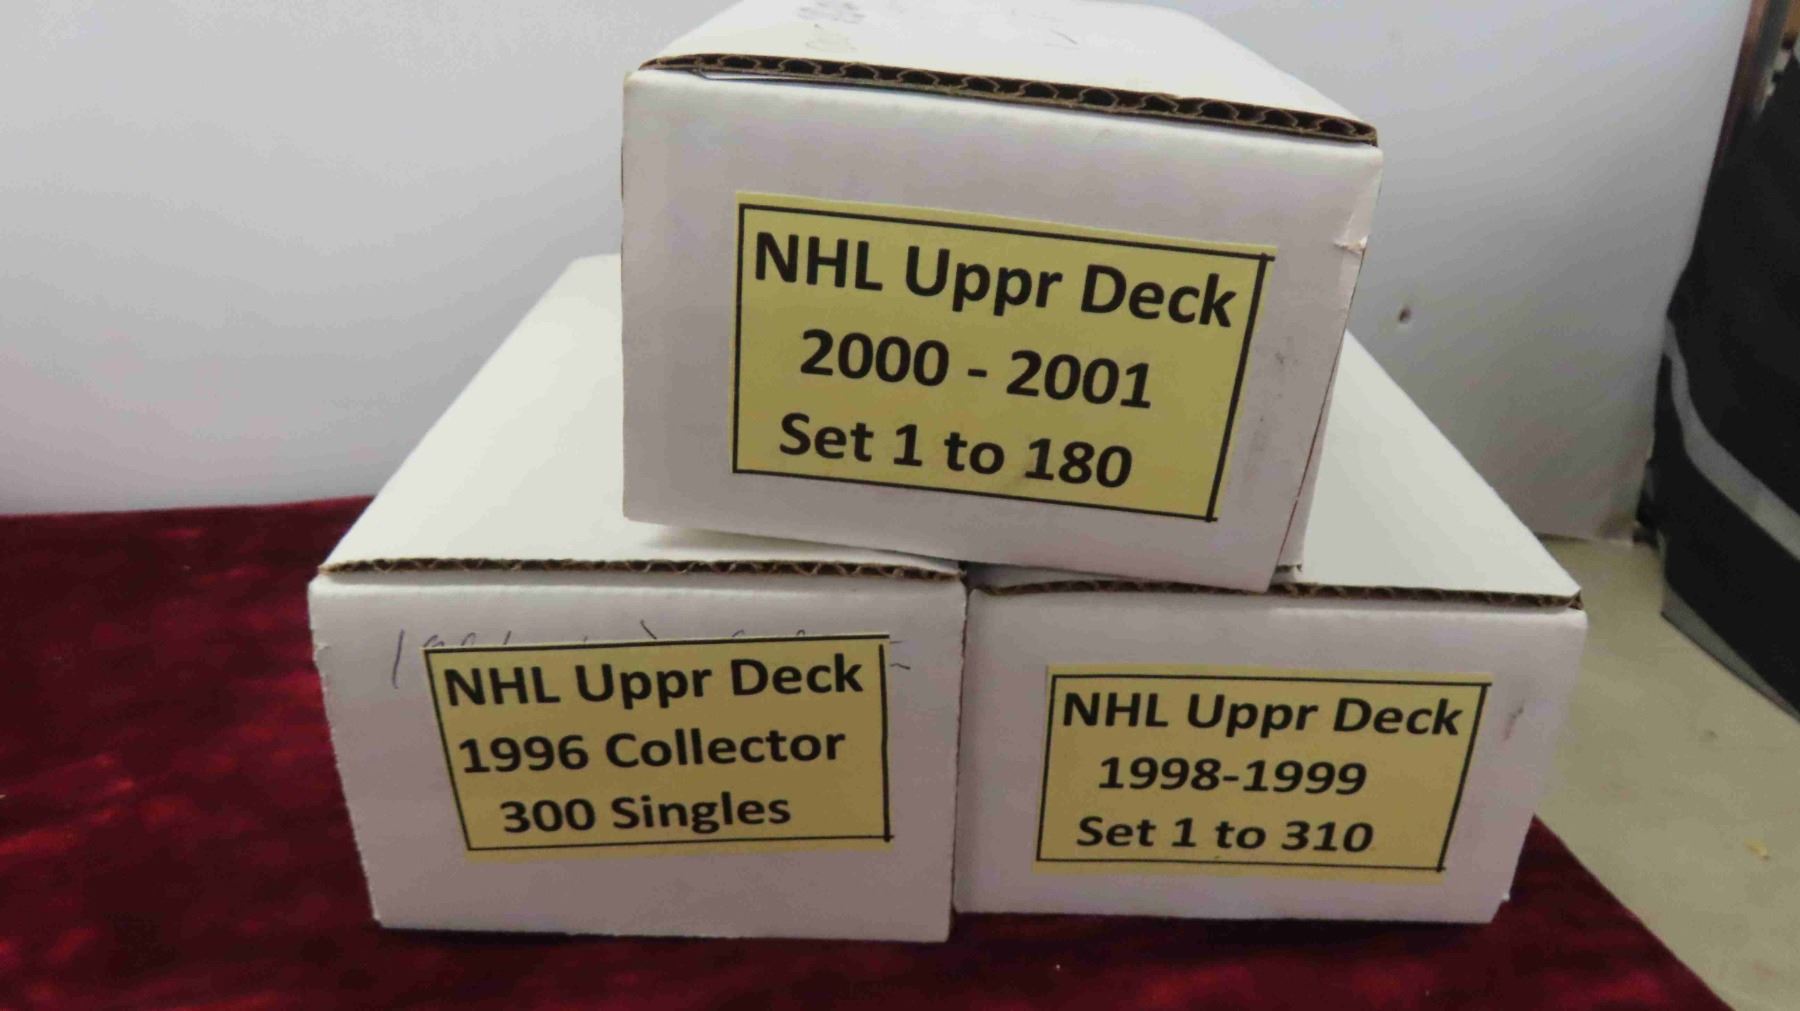 NHL Uppr Deck
2000 - 2001
Set 1 to 180
NHL Uppr Deck
1996 Collector
300 Singles
NHL Uppr Deck
1998-1999
Set 1 to 310